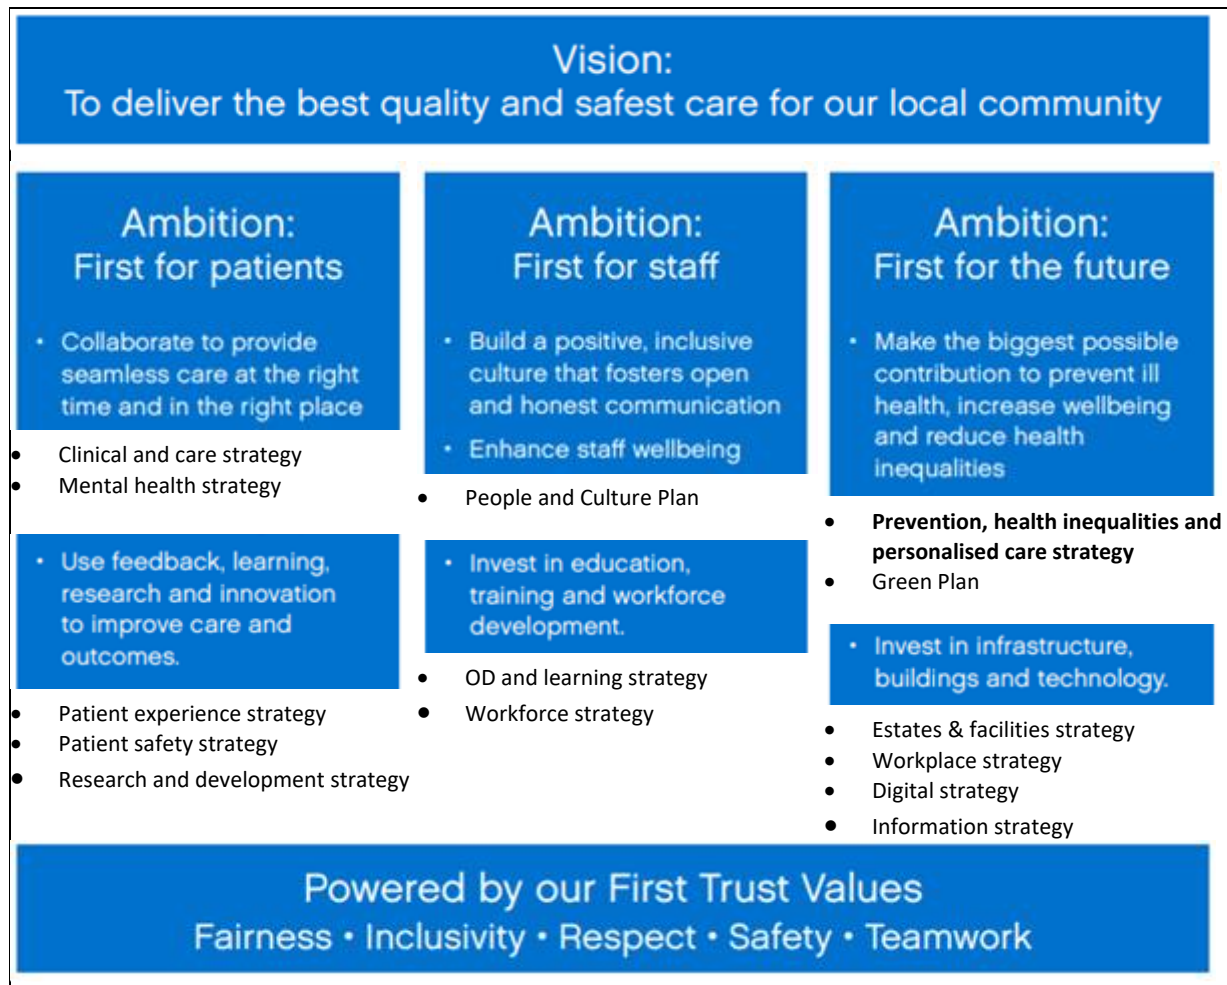 Vision:
To deliver the best quality and safest care for our local community
Ambition:
First for patients
• Collaborate to provide
seamless care at the right
time and in the right place
• Clinical and care strategy
• Mental health strategy
• Use feedback, learning,
research and innovation
to improve care and
outcomes.
• Patient experience strategy
• Patient safety strategy
• Research and development strategy
Ambition:
First for staff
• Build a positive, inclusive
culture that fosters open
and honest communication
• Enhance staff wellbeing
• People and Culture Plan
• Invest in education,
training and workforce
development.
• OD and learning strategy
• Workforce strategy
Ambition:
First for the future
• Make the biggest possible
contribution to prevent ill
health, increase wellbeing
and reduce health
inequalities
• Prevention, health inequalities and
personalised care strategy
• Green Plan
• Invest in infrastructure,
buildings and technology.
• Estates & facilities strategy
• Workplace strategy
• Digital strategy
• Information strategy
Powered by our First Trust Values
Fairness • Inclusivity • Respect • Safety • Teamwork